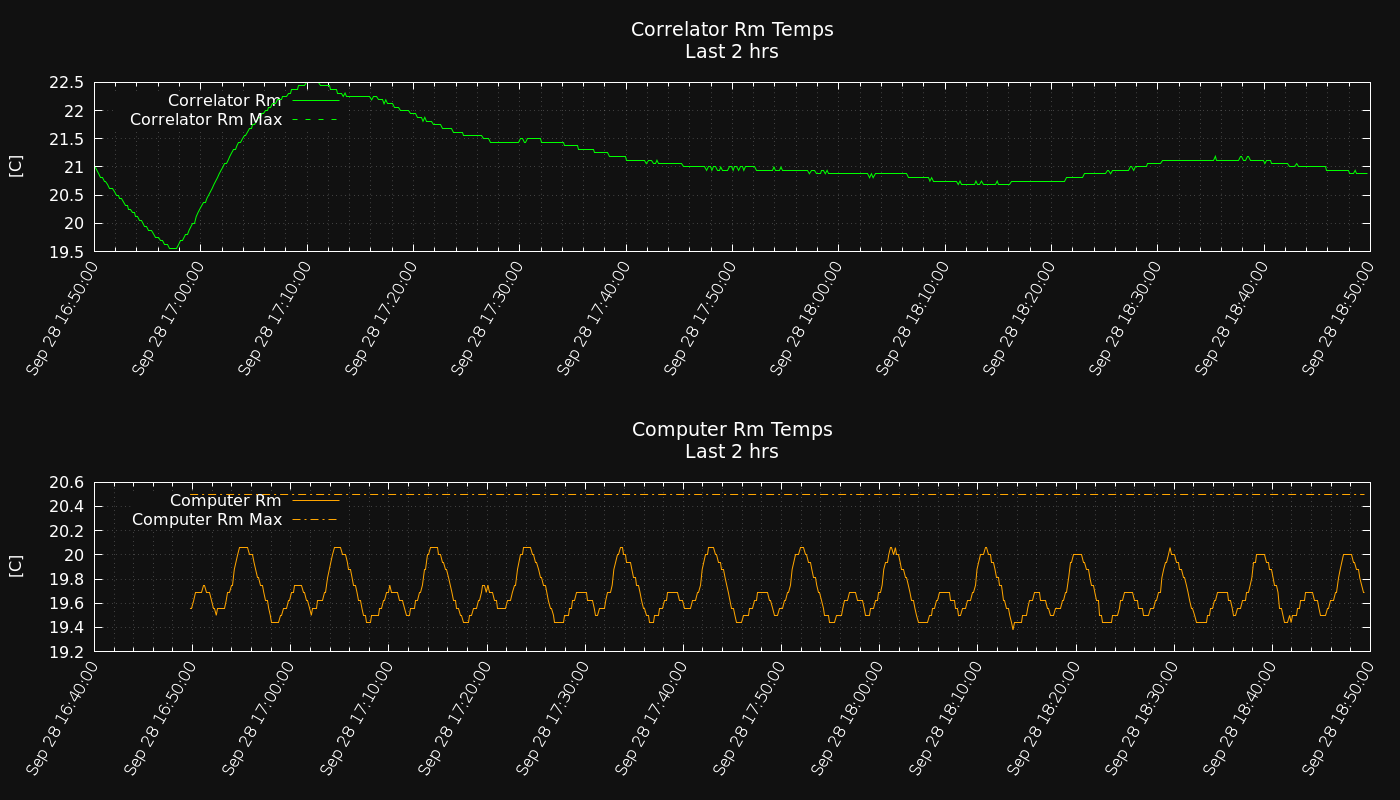 Correlator Rm Temps
Last 2 hrs
22.5
22
21.5
21
20.5
20
19.5
[C]
Correlator Rm
Correlator Rm Max
Sep 28 16:50:00
Sep 28 17:00:00
Sep 28 17:10:00
Sep 28 17:20:00
Sep 28 17:30:00
Sep 28 17:40:00
Sep 28 17:50:00
Sep 28 18:00:00
Sep 28 18:10:00
Sep 28 18:20:00
Sep 28 18:30:00
Sep 28 18:40:00
Sep 28 18:50:00
Computer Rm Temps
Last 2 hrs
20.6
20.4
20.2
20
19.8
19.6
19.4
19.2
[C]
Computer Rm
Computer Rm Max
Sep 28 16:40:00
Sep 28 16:50:00
Sep 28 17:00:00
Sep 28 17:10:00
Sep 28 17:20:00
Sep 28 17:30:00
Sep 28 17:40:00
Sep 28 17:50:00
Sep 28 18:00:00
Sep 28 18:10:00
Sep 28 18:20:00
Sep 28 18:30:00
Sep 28 18:40:00
Sep 28 18:50:00